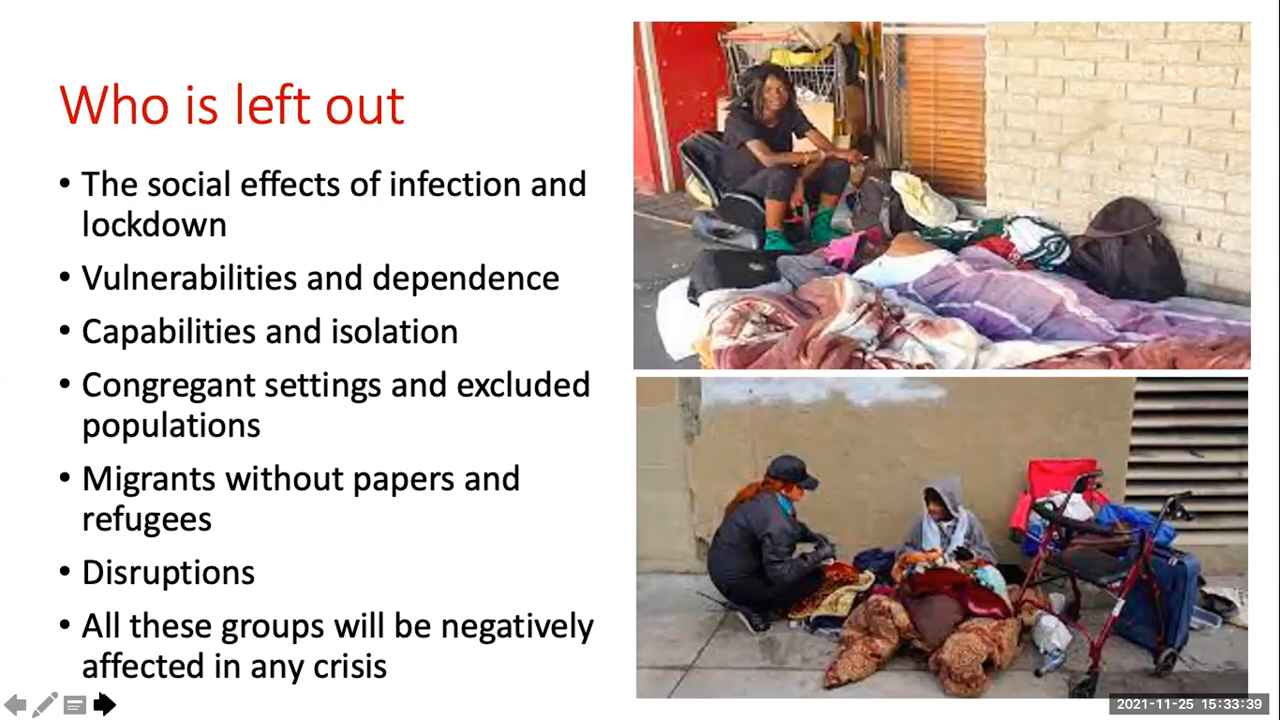 Who is left out
• The social effects of infection and
lockdown
• Vulnerabilities and dependence
• Capabilities and isolation
• Congregant settings and excluded
populations
• Migrants without papers and
refugees
• Disruptions
• All these groups will be negatively
affected in any crisis
2021-11-25 15:33:39